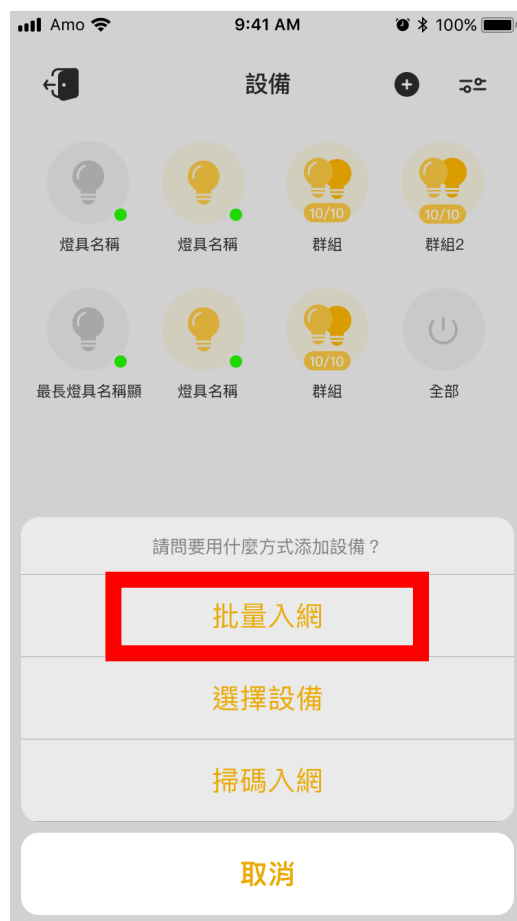 Amo 9:41 AM 100%
設備
10/10 10/10
燈具名稱 燈具名稱 群組 群組2
10/10
最長燈具名稱顯 燈具名稱 群組 全部
請問要用什麼方式添加設備？
批量入網
選擇設備
掃碼入網
取消